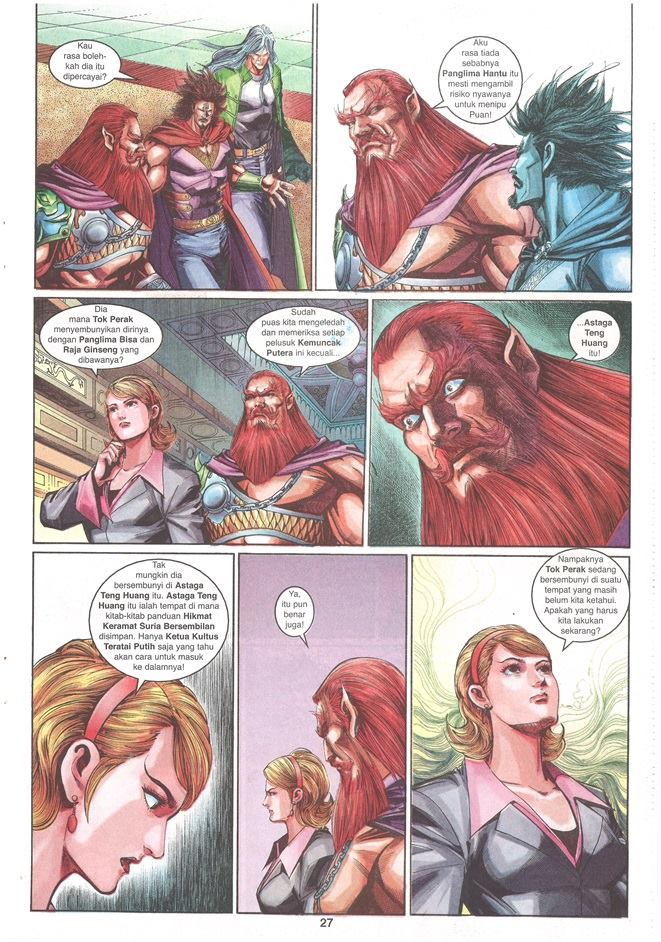 Kau
rasa boleh-
kah dia itu
dipercayai?
Aku
rasa tiada
sebabnya
Panglima Hantu itu
mesti mengambil
risiko nyawanya
untuk menipu
Puan!
Dia
mana Tok Perak
menyembunyikan dirinya
dengan Panglima Bisa dan
Raja Ginseng yang
dibawanya?
Sudah
puas kita mengeledah
dan memeriksa setiap
pelusuk Kemuncak
Putera ini kecuali...
...Astaga
Teng
Huang
itu!
Tak
mungkin dia
bersembunyi di Astaga
Teng Huang itu. Astaga Teng
Huang itu ialah tempat di mana
kitab-kitab panduan Hikmat
Keramat Suria Bersembilan
disimpan. Hanya Ketua Kultus
Teratai Putih saja yang tahu
akan cara untuk masuk
ke dalamnya!
Ya,
itu pun
benar
juga!
Nampaknya
Tok Perak sedang
bersembunyi di suatu
tempat yang masih
belum kita ketahui.
Apakah yang harus
kita lakukan
sekarang?
27